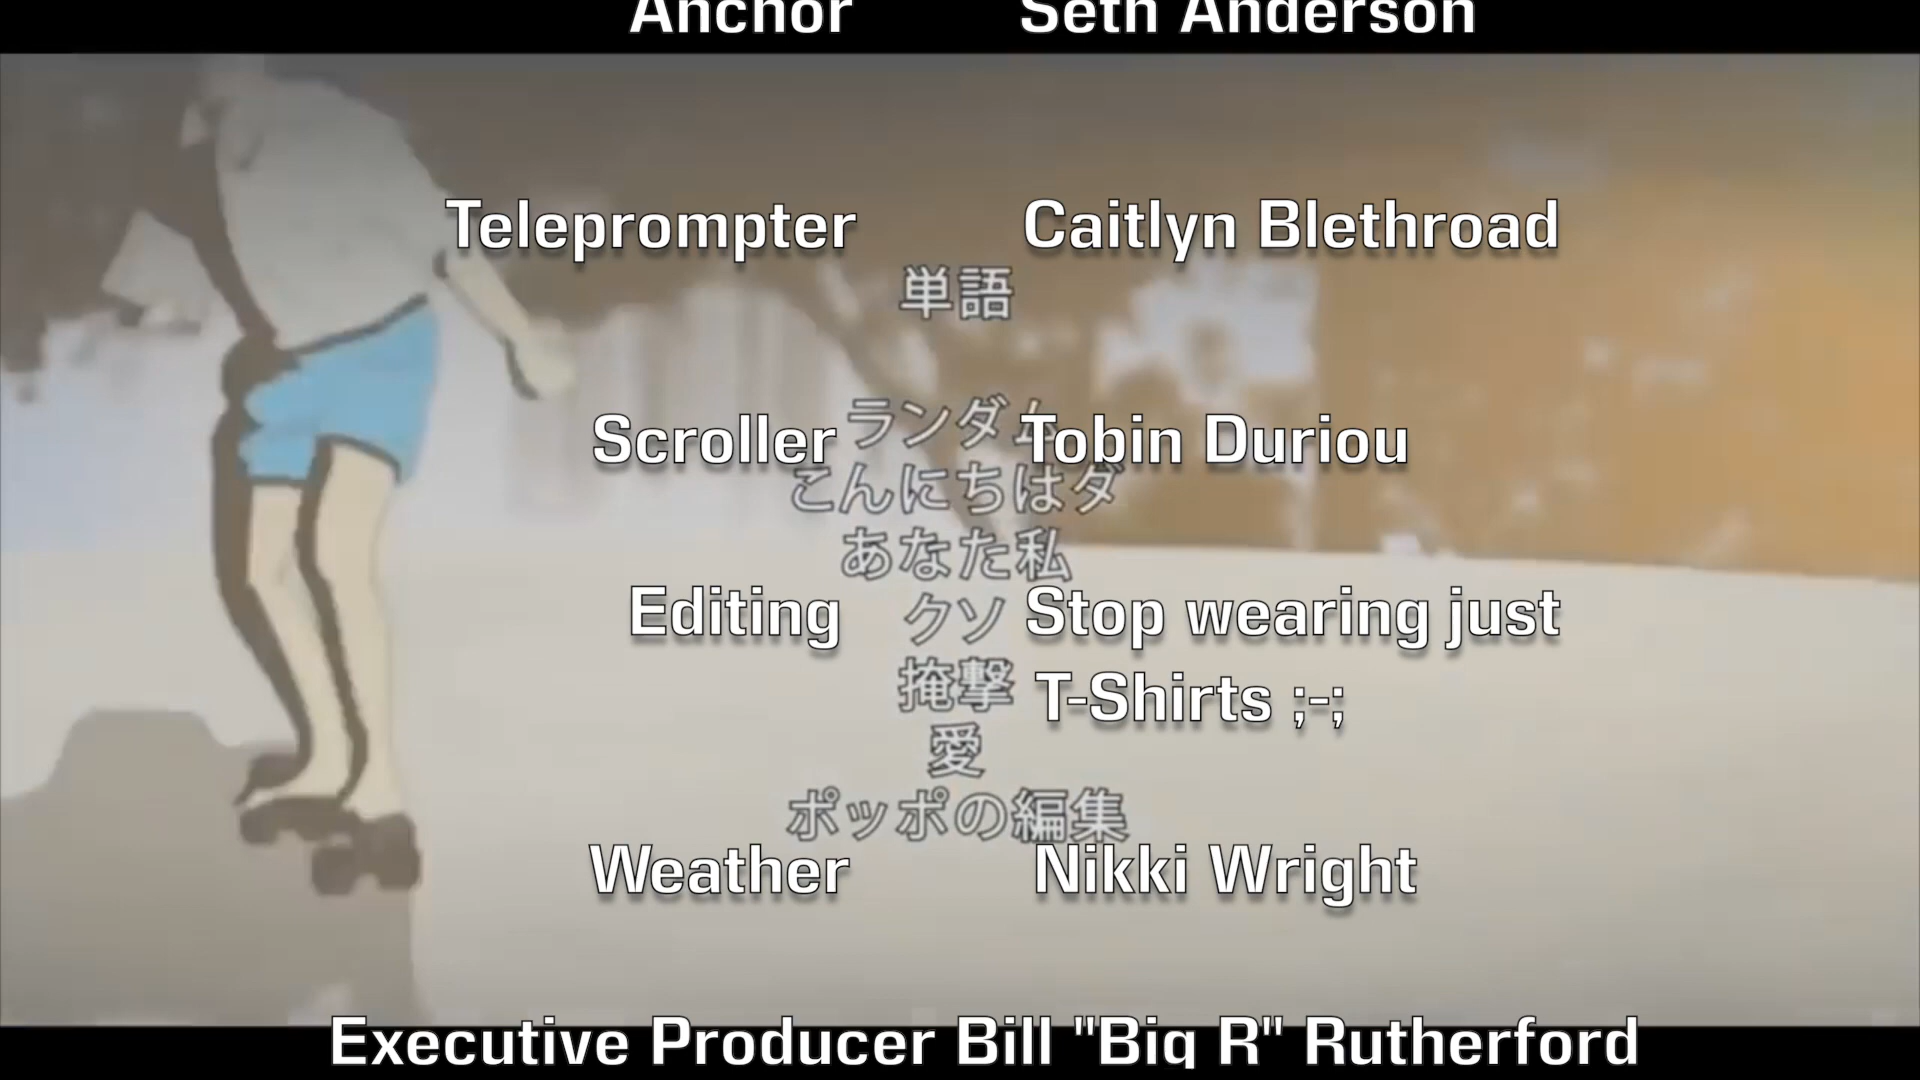 Anchor Seth Anderson
Teleprompter Caitlyn Blethroad
単語
ランダム
Scroller Tobin Duriou
こんにちはダ
あなた私
Editing Stop wearing just
クソ
T-Shirts ;-;
掩撃
愛
ポッポの編集
Weather Nikki Wright
Executive Producer Bill "Big R" Rutherford